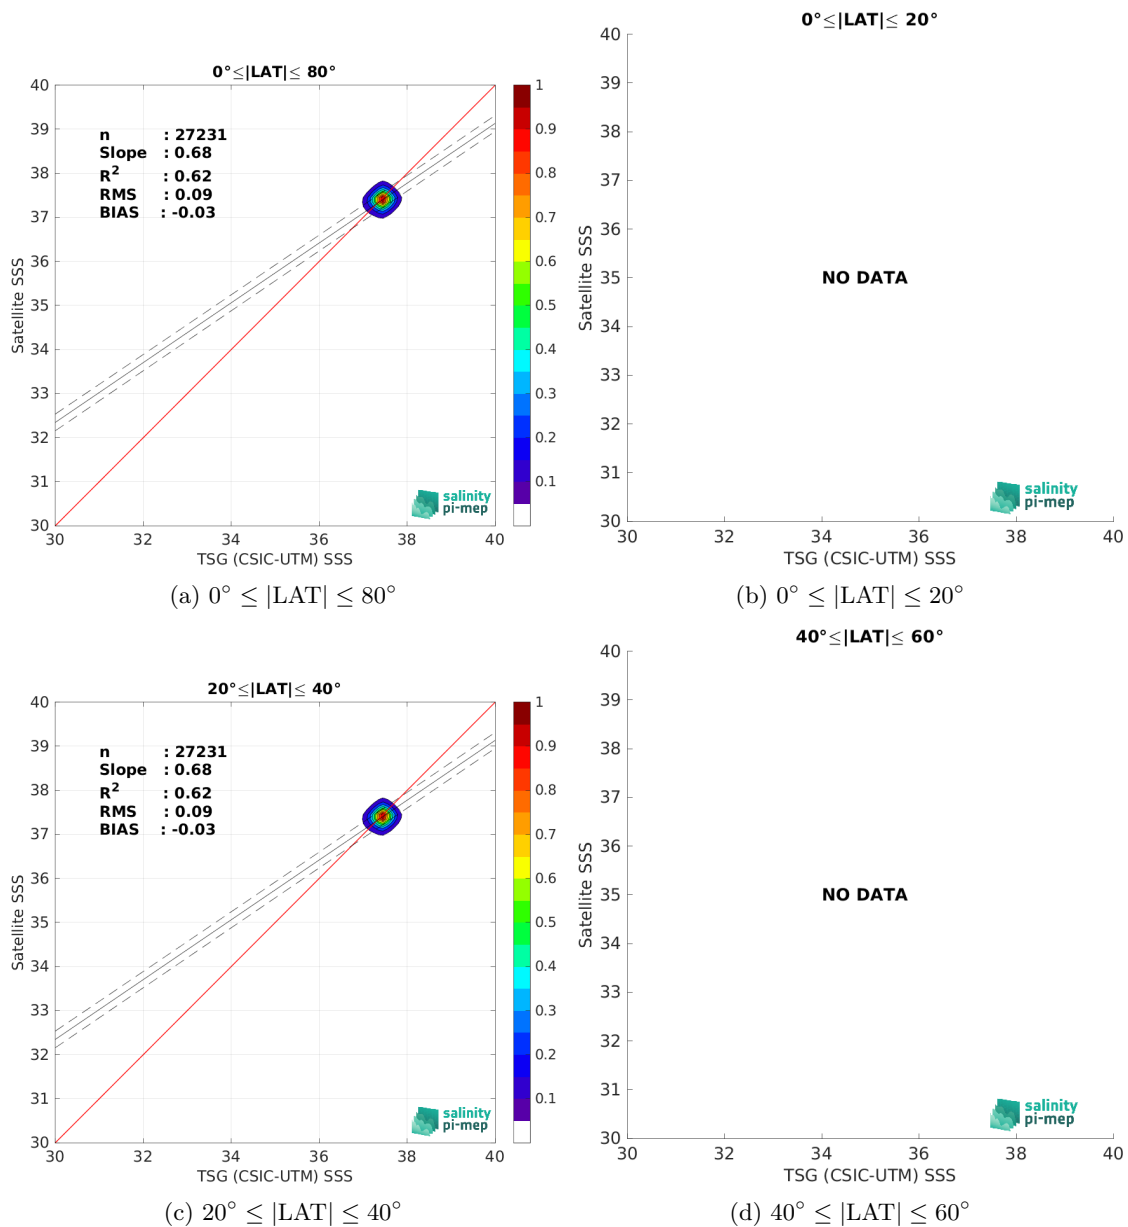 0°≤|LAT|≤ 80°
40
39
38
37
36
35
34
33
32
31
30
Satellite SSS
n : 27231
Slope : 0.68
R² : 0.62
RMS : 0.09
BIAS : -0.03
salinity
pi-mep
30 32 34 36 38 40
TSG (CSIC-UTM) SSS
1
0.9
0.8
0.7
0.6
0.5
0.4
0.3
0.2
0.1
(a) 0° ≤ |LAT| ≤ 80°
0°≤|LAT|≤ 20°
40
39
38
37
36
35
34
33
32
31
30
Satellite SSS
NO DATA
salinity
pi-mep
30 32 34 36 38 40
TSG (CSIC-UTM) SSS
(b) 0° ≤ |LAT| ≤ 20°
20°≤|LAT|≤ 40°
40
39
38
37
36
35
34
33
32
31
30
Satellite SSS
n : 27231
Slope : 0.68
R² : 0.62
RMS : 0.09
BIAS : -0.03
salinity
pi-mep
30 32 34 36 38 40
TSG (CSIC-UTM) SSS
1
0.9
0.8
0.7
0.6
0.5
0.4
0.3
0.2
0.1
(c) 20° ≤ |LAT| ≤ 40°
40°≤|LAT|≤ 60°
40
39
38
37
36
35
34
33
32
31
30
Satellite SSS
NO DATA
salinity
pi-mep
30 32 34 36 38 40
TSG (CSIC-UTM) SSS
(d) 40° ≤ |LAT| ≤ 60°